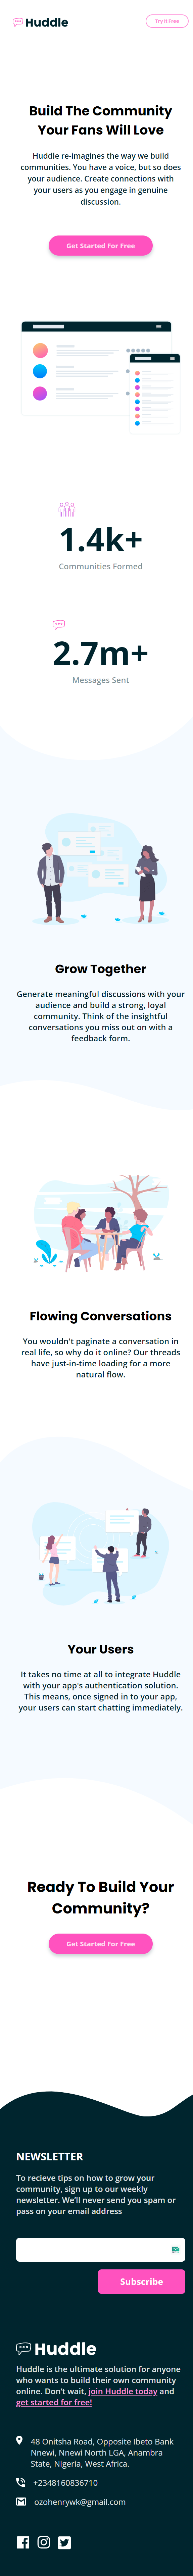 Huddle
Try It Free
Build The Community
Your Fans Will Love
Huddle re-imagines the way we build
communities. You have a voice, but so does
your audience. Create connections with
your users as you engage in genuine
discussion.
Get Started For Free
1.4k+
Communities Formed
2.7m+
Messages Sent
Grow Together
Generate meaningful discussions with your
audience and build a strong, loyal
community. Think of the insightful
conversations you miss out on with a
feedback form.
Flowing Conversations
You wouldn't paginate a conversation in
real life, so why do it online? Our threads
have just-in-time loading for a more
natural flow.
Your Users
It takes no time at all to integrate Huddle
with your app's authentication solution.
This means, once signed in to your app,
your users can start chatting immediately.
Ready To Build Your
Community?
Get Started For Free
NEWSLETTER
To recieve tips on how to grow your
community, sign up to our weekly
newsletter. We'll never send you spam or
pass on your email address
Subscribe
Huddle
Huddle is the ultimate solution for anyone
who wants to build their own community
online. Don't wait, join Huddle today and
get started for free!
48 Onitsha Road, Opposite Ibeto Bank
Nnewi, Nnewi North LGA, Anambra
State, Nigeria, West Africa.
+2348160836710
ozohenrywk@gmail.com